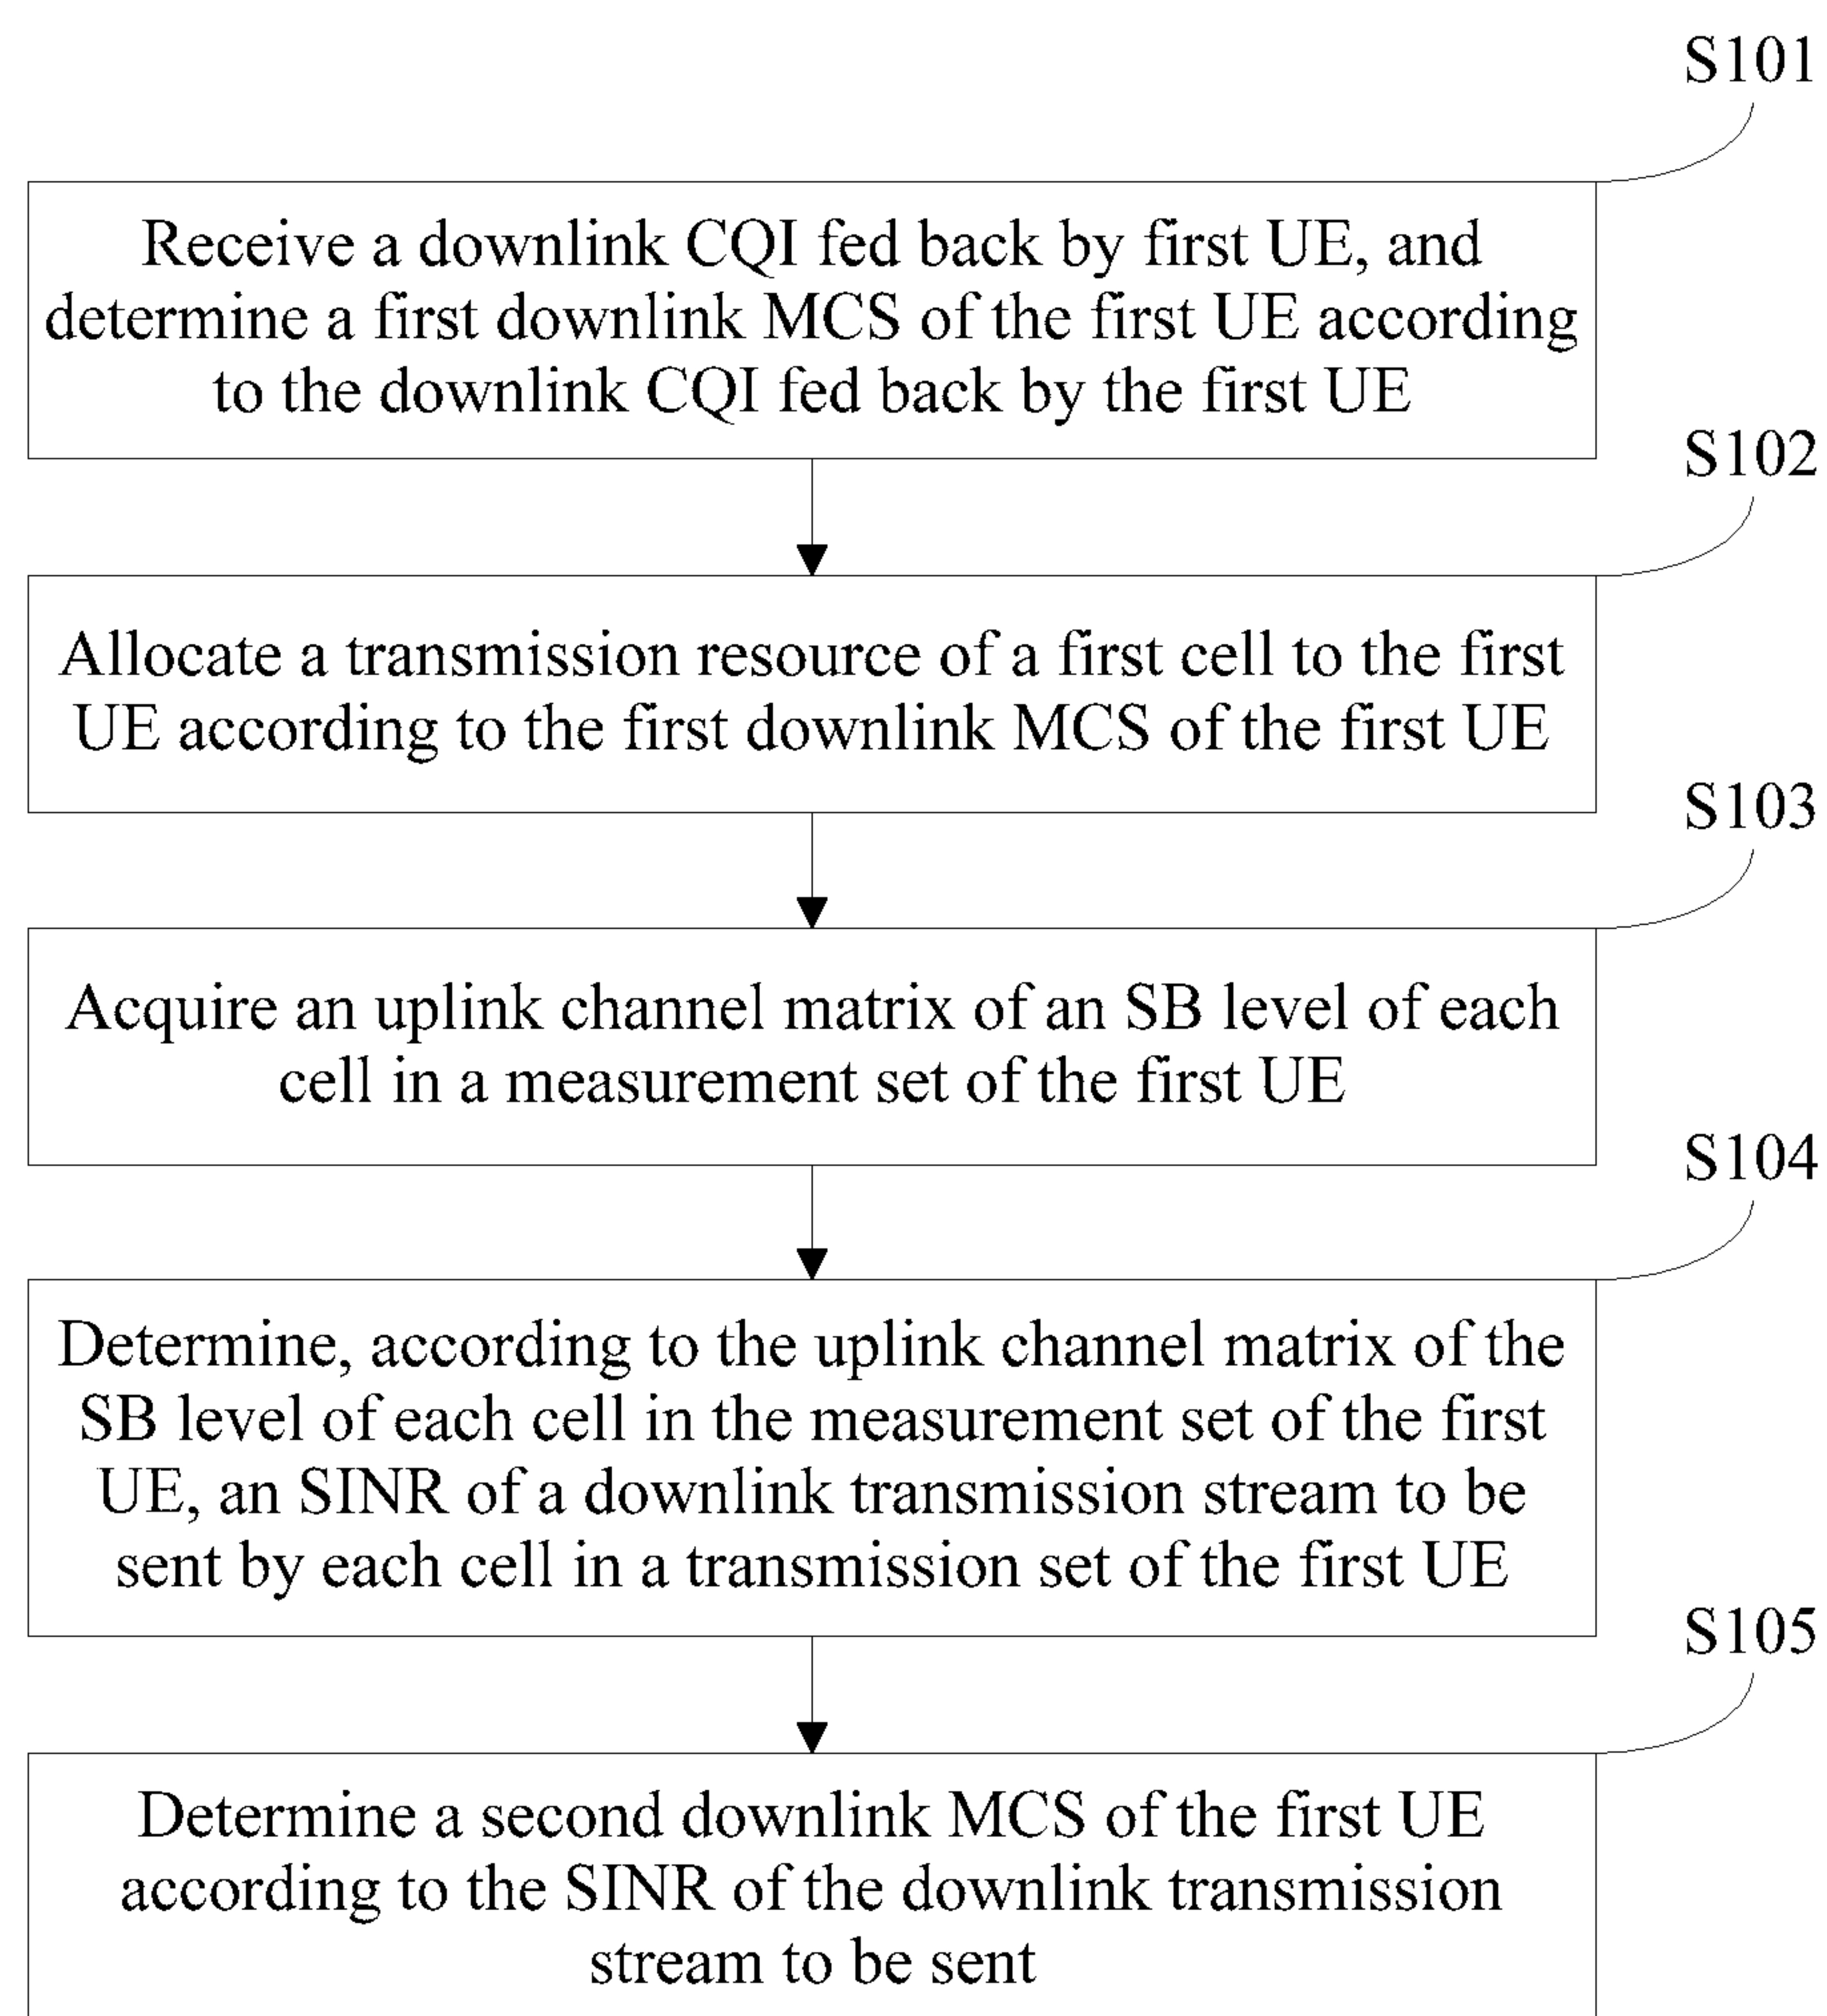 S101
Receive a downlink CQI fed back by first UE, and
determine a first downlink MCS of the first UE according
to the downlink CQI fed back by the first UE
S102
Allocate a transmission resource of a first cell to the first
UE according to the first downlink MCS of the first UE
S103
Acquire an uplink channel matrix of an SB level of each
cell in a measurement set of the first UE
S104
Determine, according to the uplink channel matrix of the
SB level of each cell in the measurement set of the first
UE, an SINR of a downlink transmission stream to be
sent by each cell in a transmission set of the first UE
S105
Determine a second downlink MCS of the first UE
according to the SINR of the downlink transmission
stream to be sent